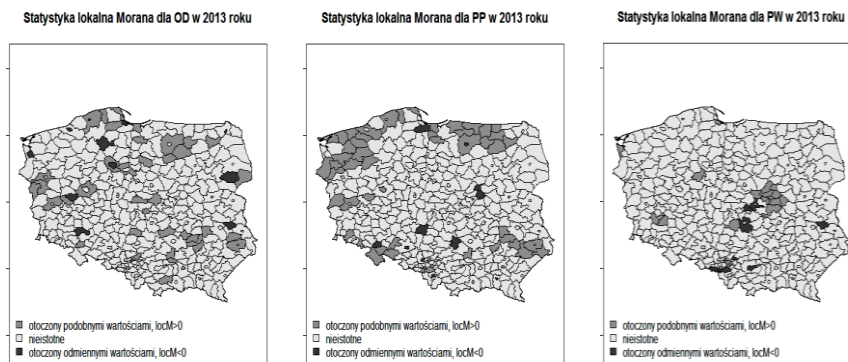 Statystyka lokalna Morana dla OD w 2013 roku
otoczony podobnymi wartościami, locM>0
nieistotne
otoczony odmiennymi wartościami, locM<0
Statystyka lokalna Morana dla PP w 2013 roku
otoczony podobnymi wartościami, locM>0
nieistotne
otoczony odmiennymi wartościami, locM<0
Statystyka lokalna Morana dla PW w 2013 roku
otoczony podobnymi wartościami, locM>0
nieistotne
otoczony odmiennymi wartościami, locM<0